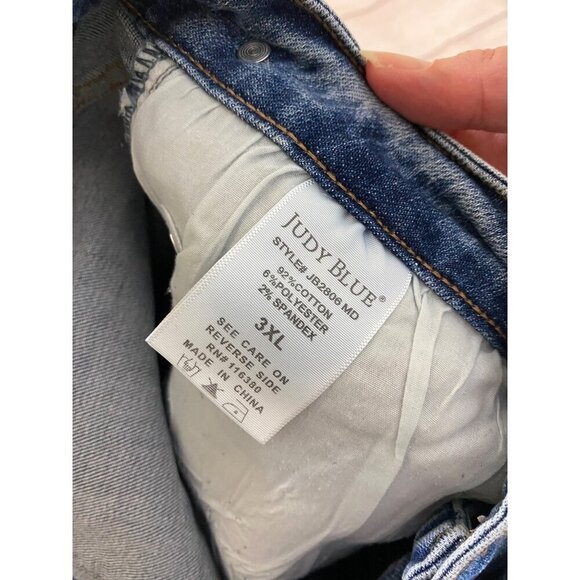 JUDY BLUE®
STYLE# JB2806 MD
92%COTTON
6%POLYESTER
2% SPANDEX
3XL
SEE CARE ON
REVERSE SIDE
RN# 116380
MADE IN CHINA